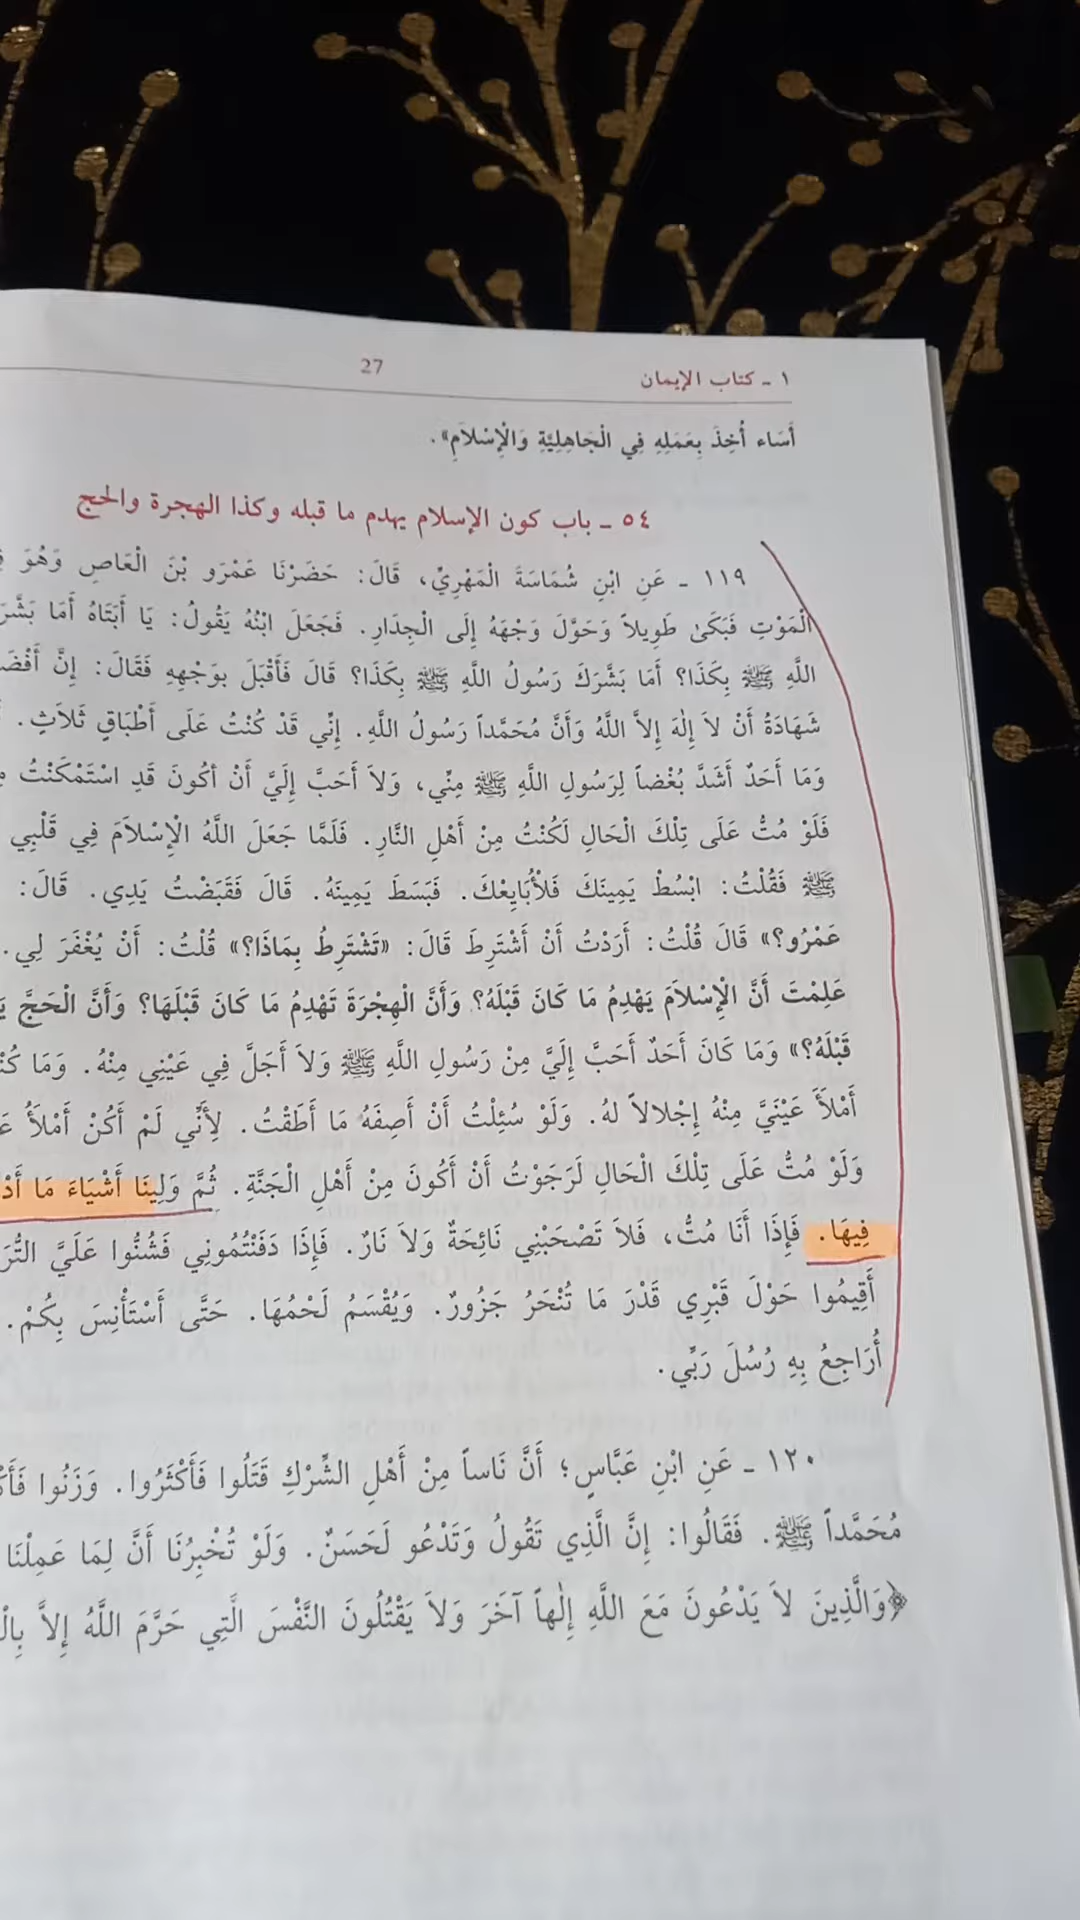 ١ ـ كتاب الإيمان
27
أَسَاء أُخِذَ بِعَمَلِهِ فِي الْجَاهِلِيَّةِ وَالْإِسْلاَمِ».
٥٤ ـ باب كون الإسلام يهدم ما قبله وكذا الهجرة والحج
١١٩ ـ عَنِ ابْنِ شُمَاسَةَ الْمَهْرِيِّ، قَالَ: حَضَرْنَا عَمْرَو بْنَ الْعَاصِ وَهُوَ
الْمَوْتِ فَبَكَىٰ طَوِيلاً وَحَوَّلَ وَجْهَهُ إِلَى الْجِدَارِ. فَجَعَلَ ابْنُهُ يَقُولُ: يَا أَبَتَاهُ أَمَا
اللَّهِ ﷺ بِكَذَا؟ أَمَا بَشَّرَكَ رَسُولُ اللَّهِ ﷺ بِكَذَا؟ قَالَ فَأَقْبَلَ بِوَجْهِهِ فَقَالَ: إِنَّ
شَهَادَةُ أَنْ لاَ إِلٰهَ إِلاَّ اللَّهُ وَأَنَّ مُحَمَّداً رَسُولُ اللَّهِ. إِنِّي قَدْ كُنْتُ عَلَى أَطْبَاقٍ ثَلاَثٍ.
وَمَا أَحَدٌ أَشَدَّ بُغْضاً لِرَسُولِ اللَّهِ ﷺ مِنِّي، وَلاَ أَحَبَّ إِلَيَّ أَنْ أَكُونَ قَدِ اسْتَمْكَنْتُ
فَلَوْ مُتُّ عَلَى تِلْكَ الْحَالِ لَكُنْتُ مِنْ أَهْلِ النَّارِ. فَلَمَّا جَعَلَ اللَّهُ الْإِسْلاَمَ فِي قَلْبِي
ﷺ فَقُلْتُ: ابْسُطْ يَمِينَكَ فَلْأُبَايِعْكَ. فَبَسَطَ يَمِينَهُ. قَالَ فَقَبَضْتُ يَدِي. قَالَ:
عَمْرُو؟» قَالَ قُلْتُ: أَرَدْتُ أَنْ أَشْتَرِطَ قَالَ: «تَشْتَرِطُ بِمَاذَا؟» قُلْتُ: أَنْ يُغْفَرَ لِي.
عَلِمْتَ أَنَّ الْإِسْلاَمَ يَهْدِمُ مَا كَانَ قَبْلَهُ؟ وَأَنَّ الْهِجْرَةَ تَهْدِمُ مَا كَانَ قَبْلَهَا؟ وَأَنَّ الْحَجَّ
قَبْلَهُ؟» وَمَا كَانَ أَحَدٌ أَحَبَّ إِلَيَّ مِنْ رَسُولِ اللَّهِ ﷺ وَلاَ أَجَلَّ فِي عَيْنِي مِنْهُ. وَمَا
أَمْلأَ عَيْنَيَّ مِنْهُ إِجْلالاً لهُ. وَلَوْ سُئِلْتُ أَنْ أَصِفَهُ مَا أَطَقْتُ. لِأَنِّي لَمْ أَكُنْ أَمْلأُ
وَلَوْ مُتُّ عَلَى تِلْكَ الْحَالِ لَرَجَوْتُ أَنْ أَكُونَ مِنْ أَهْلِ الْجَنَّةِ. ثُمَّ وَلِينَا أَشْيَاءَ مَا
فِيهَا. فَإِذَا أَنَا مُتُّ، فَلاَ تَصْحَبْنِي نَائِحَةٌ وَلاَ نَارٌ. فَإِذَا دَفَنْتُمُونِي فَشُنُّوا عَلَيَّ
أَقِيمُوا حَوْلَ قَبْرِي قَدْرَ مَا تُنْحَرُ جَزُورٌ. وَيُقْسَمُ لَحْمُهَا. حَتَّى أَسْتَأْنِسَ بِكُمْ.
أُرَاجِعُ بِهِ رُسُلَ رَبِّي.
١٢٠ ـ عَنِ ابْنِ عَبَّاسٍ؛ أَنَّ نَاساً مِنْ أَهْلِ الشِّرْكِ قَتَلُوا فَأَكْثَرُوا. وَزَنُوا
مُحَمَّداً ﷺ. فَقَالُوا: إِنَّ الَّذِي تَقُولُ وَتَدْعُو لَحَسَنٌ. وَلَوْ تُخْبِرُنَا أَنَّ لِمَا عَمِلْنَا
﴿وَالَّذِينَ لاَ يَدْعُونَ مَعَ اللَّهِ إِلٰهاً آخَرَ وَلاَ يَقْتُلُونَ النَّفْسَ الَّتِي حَرَّمَ اللَّهُ إِلاَّ